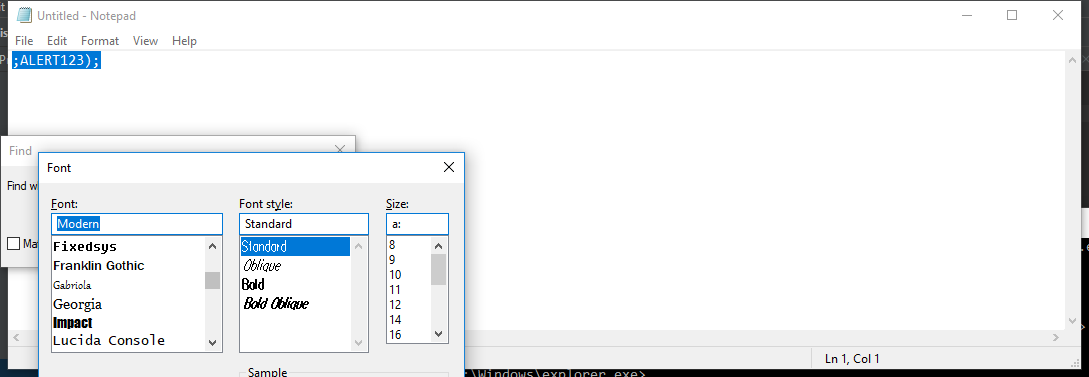 Untitled - Notepad
File Edit Format View Help
;ALERT123);
Find
Find w
Font
Font: Font style: Size:
Modern Standard a:
Fixedsys
Franklin Gothic
Gabriola
Georgia
Impact
Lucida Console
Standard
Oblique
Bold
Bold Oblique
8
9
10
11
12
14
16
Ma
Sample
Ln 1, Col 1
:\Windows\explorer.exe>